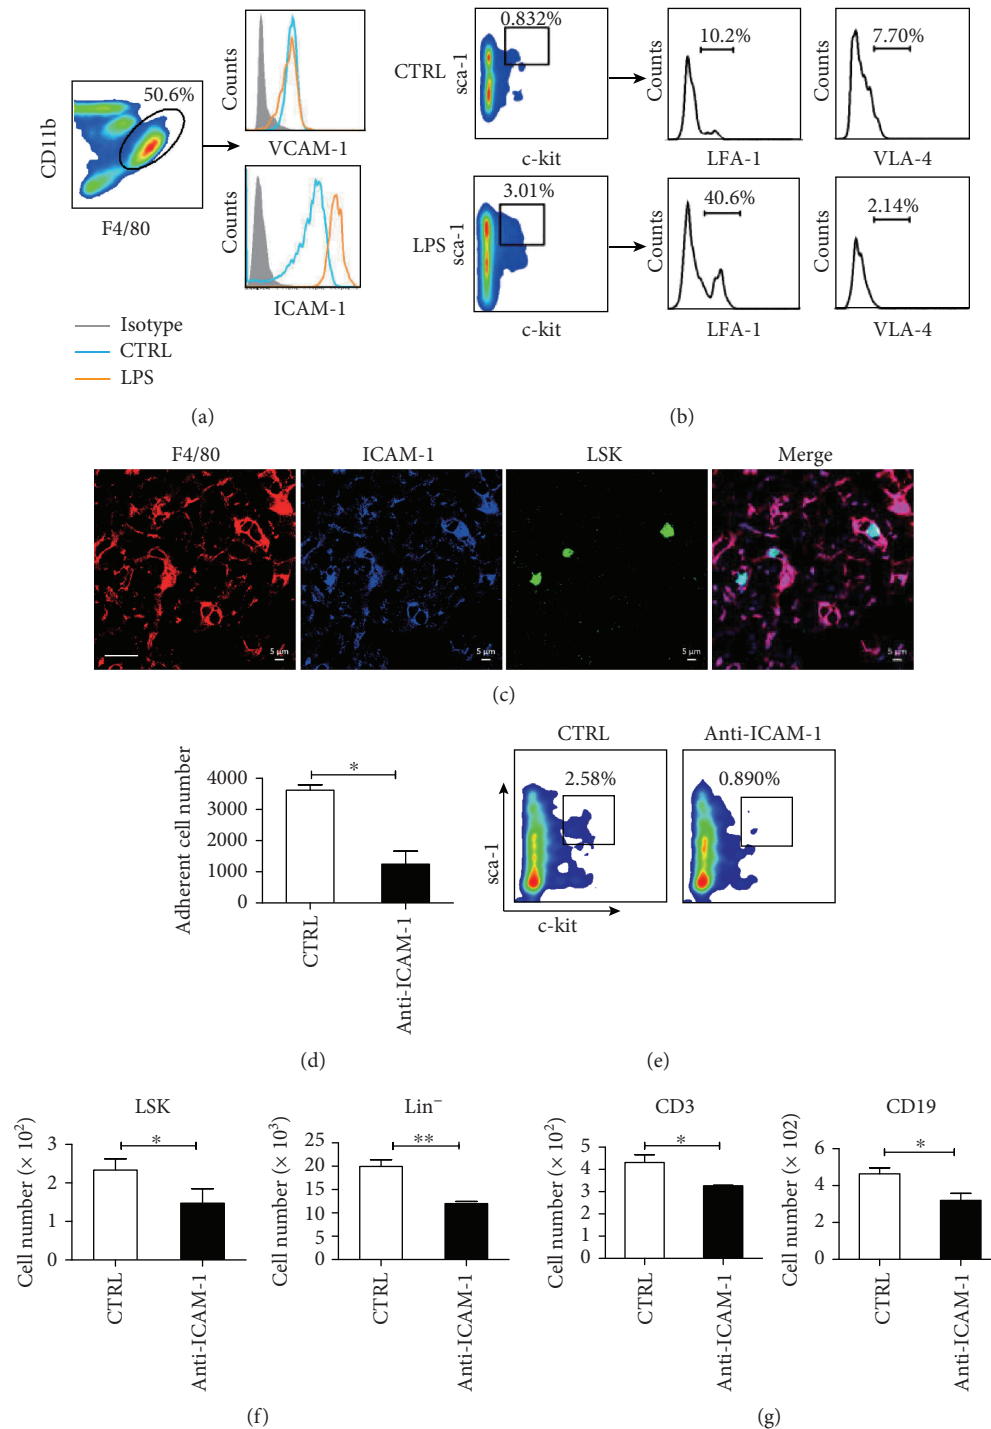 CD11b
50.6%
F4/80
Counts
VCAM-1
Counts
ICAM-1
Isotype
CTRL
LPS
(a)
CTRL
sca-1
0.832%
c-kit
Counts
10.2%
LFA-1
Counts
7.70%
VLA-4
LPS
sca-1
3.01%
c-kit
Counts
40.6%
LFA-1
Counts
2.14%
VLA-4
(b)
F4/80
ICAM-1
LSK
Merge
5 μm
5 μm
5 μm
5 μm
(c)
Adherent cell number
4000
3000
2000
1000
0
*
CTRL
Anti-ICAM-1
(d)
CTRL
Anti-ICAM-1
2.58%
0.890%
sca-1
c-kit
(e)
LSK
Cell number (× 10²)
3
2
1
0
*
CTRL
Anti-ICAM-1
Lin⁻
Cell number (× 10³)
25
20
15
10
5
0
**
CTRL
Anti-ICAM-1
(f)
CD3
Cell number (× 10²)
5
4
3
2
1
0
*
CTRL
Anti-ICAM-1
CD19
Cell number (× 102)
6
4
2
0
*
CTRL
Anti-ICAM-1
(g)